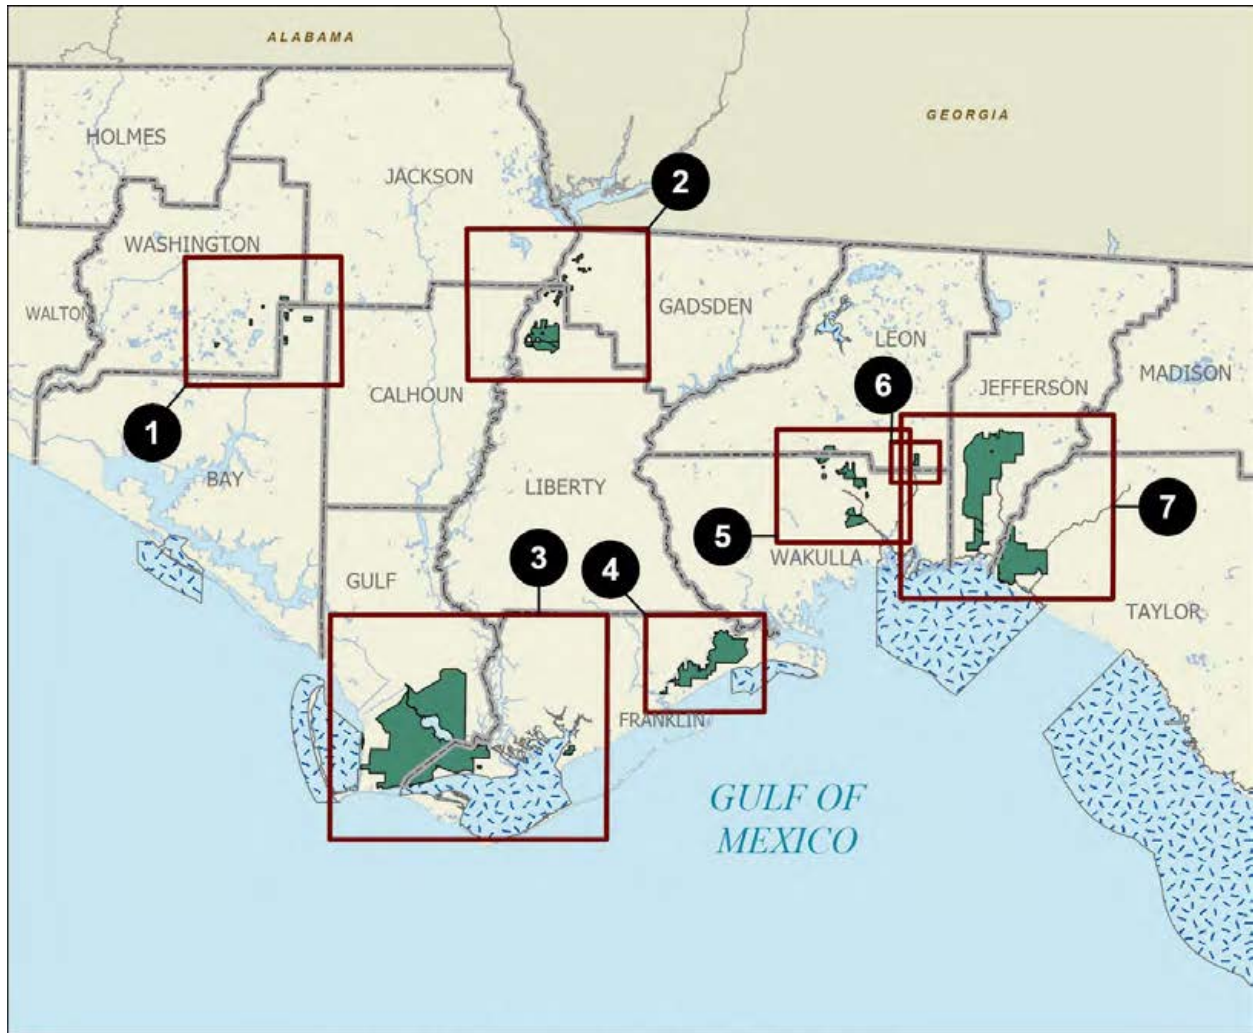 ALABAMA
GEORGIA
HOLMES
JACKSON
2
WASHINGTON
WALTON
GADSDEN
LEON
6
JEFFERSON
MADISON
CALHOUN
1
BAY
LIBERTY
5
7
3
4
WAKULLA
GULF
TAYLOR
FRANKLIN
GULF OF
MEXICO